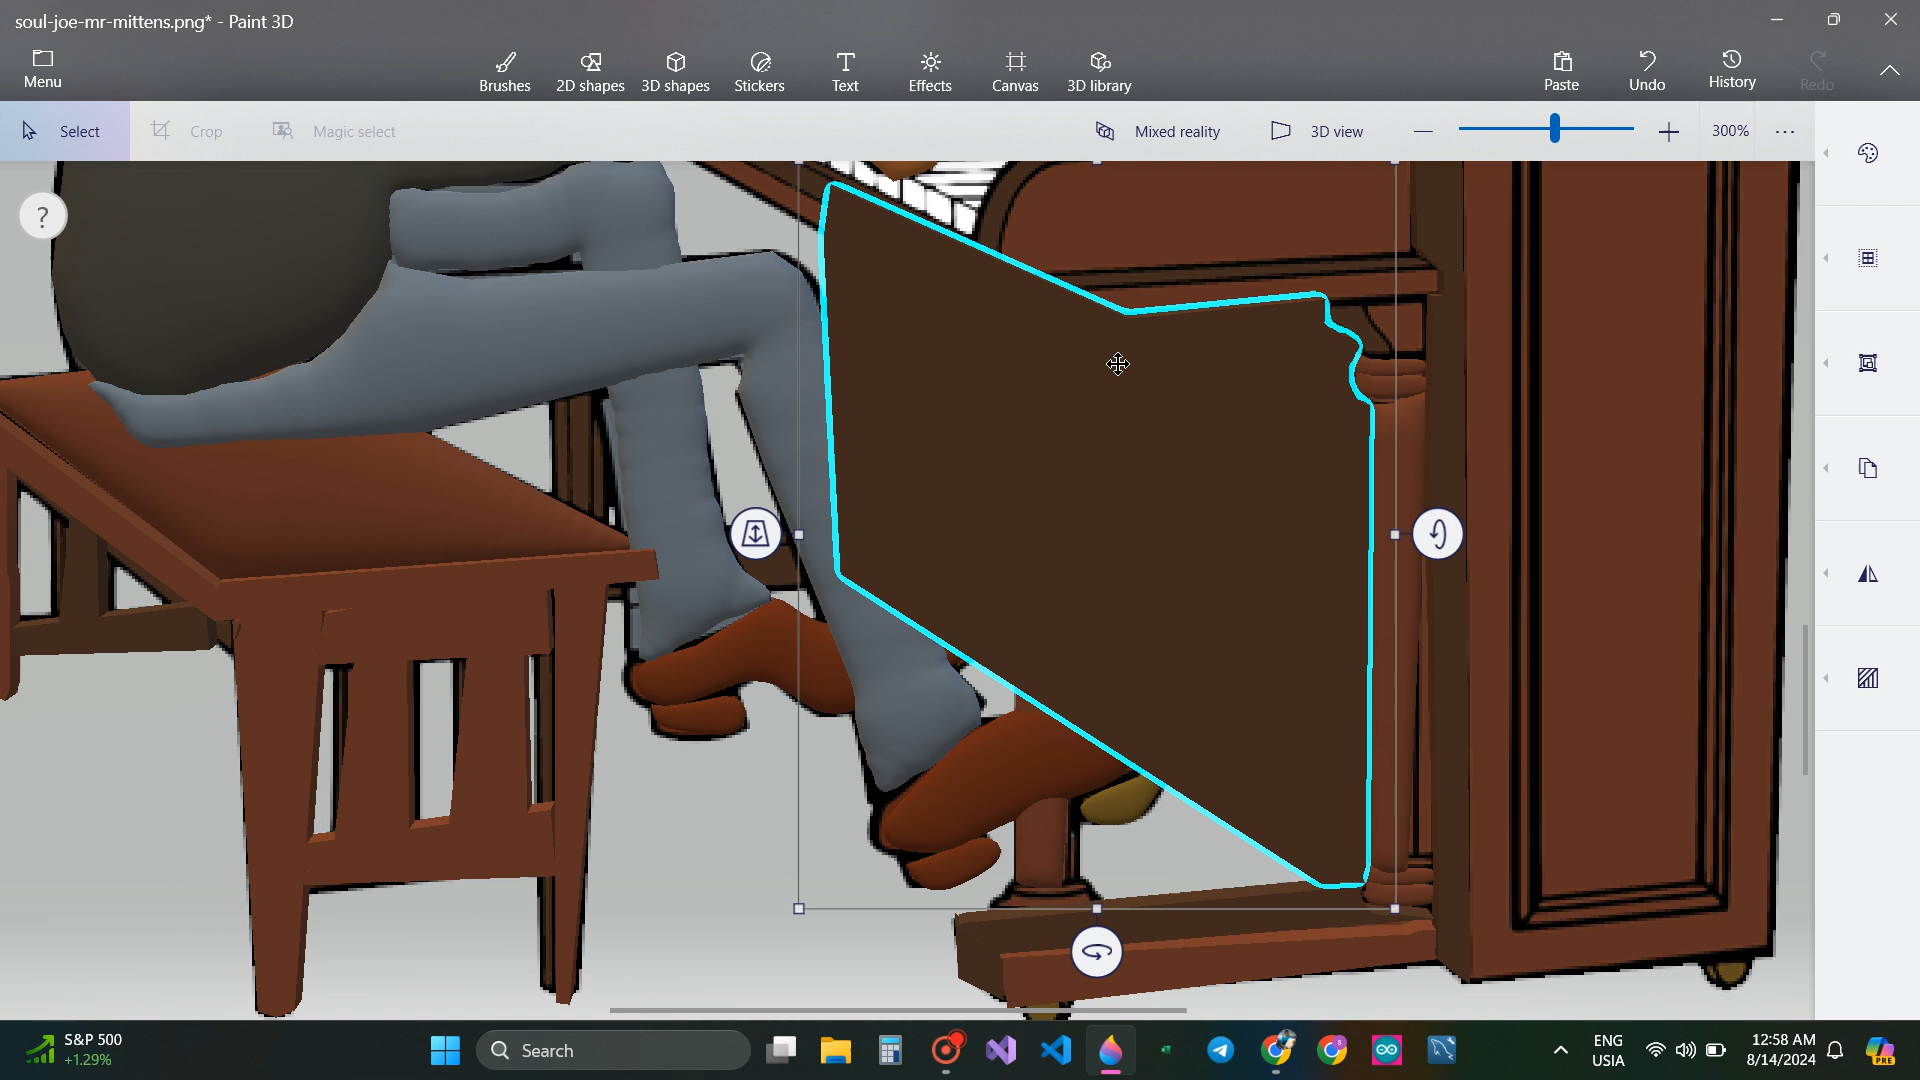 soul-joe-mr-mittens.png* - Paint 3D
Menu
Brushes
2D shapes
3D shapes
Stickers
Text
Effects
Canvas
3D library
Paste
Undo
History
Redo
Select
Crop
Magic select
Mixed reality
3D view
300%
?
S&P 500
+1.29%
Search
ENG
USIA
12:58 AM
8/14/2024
PRE